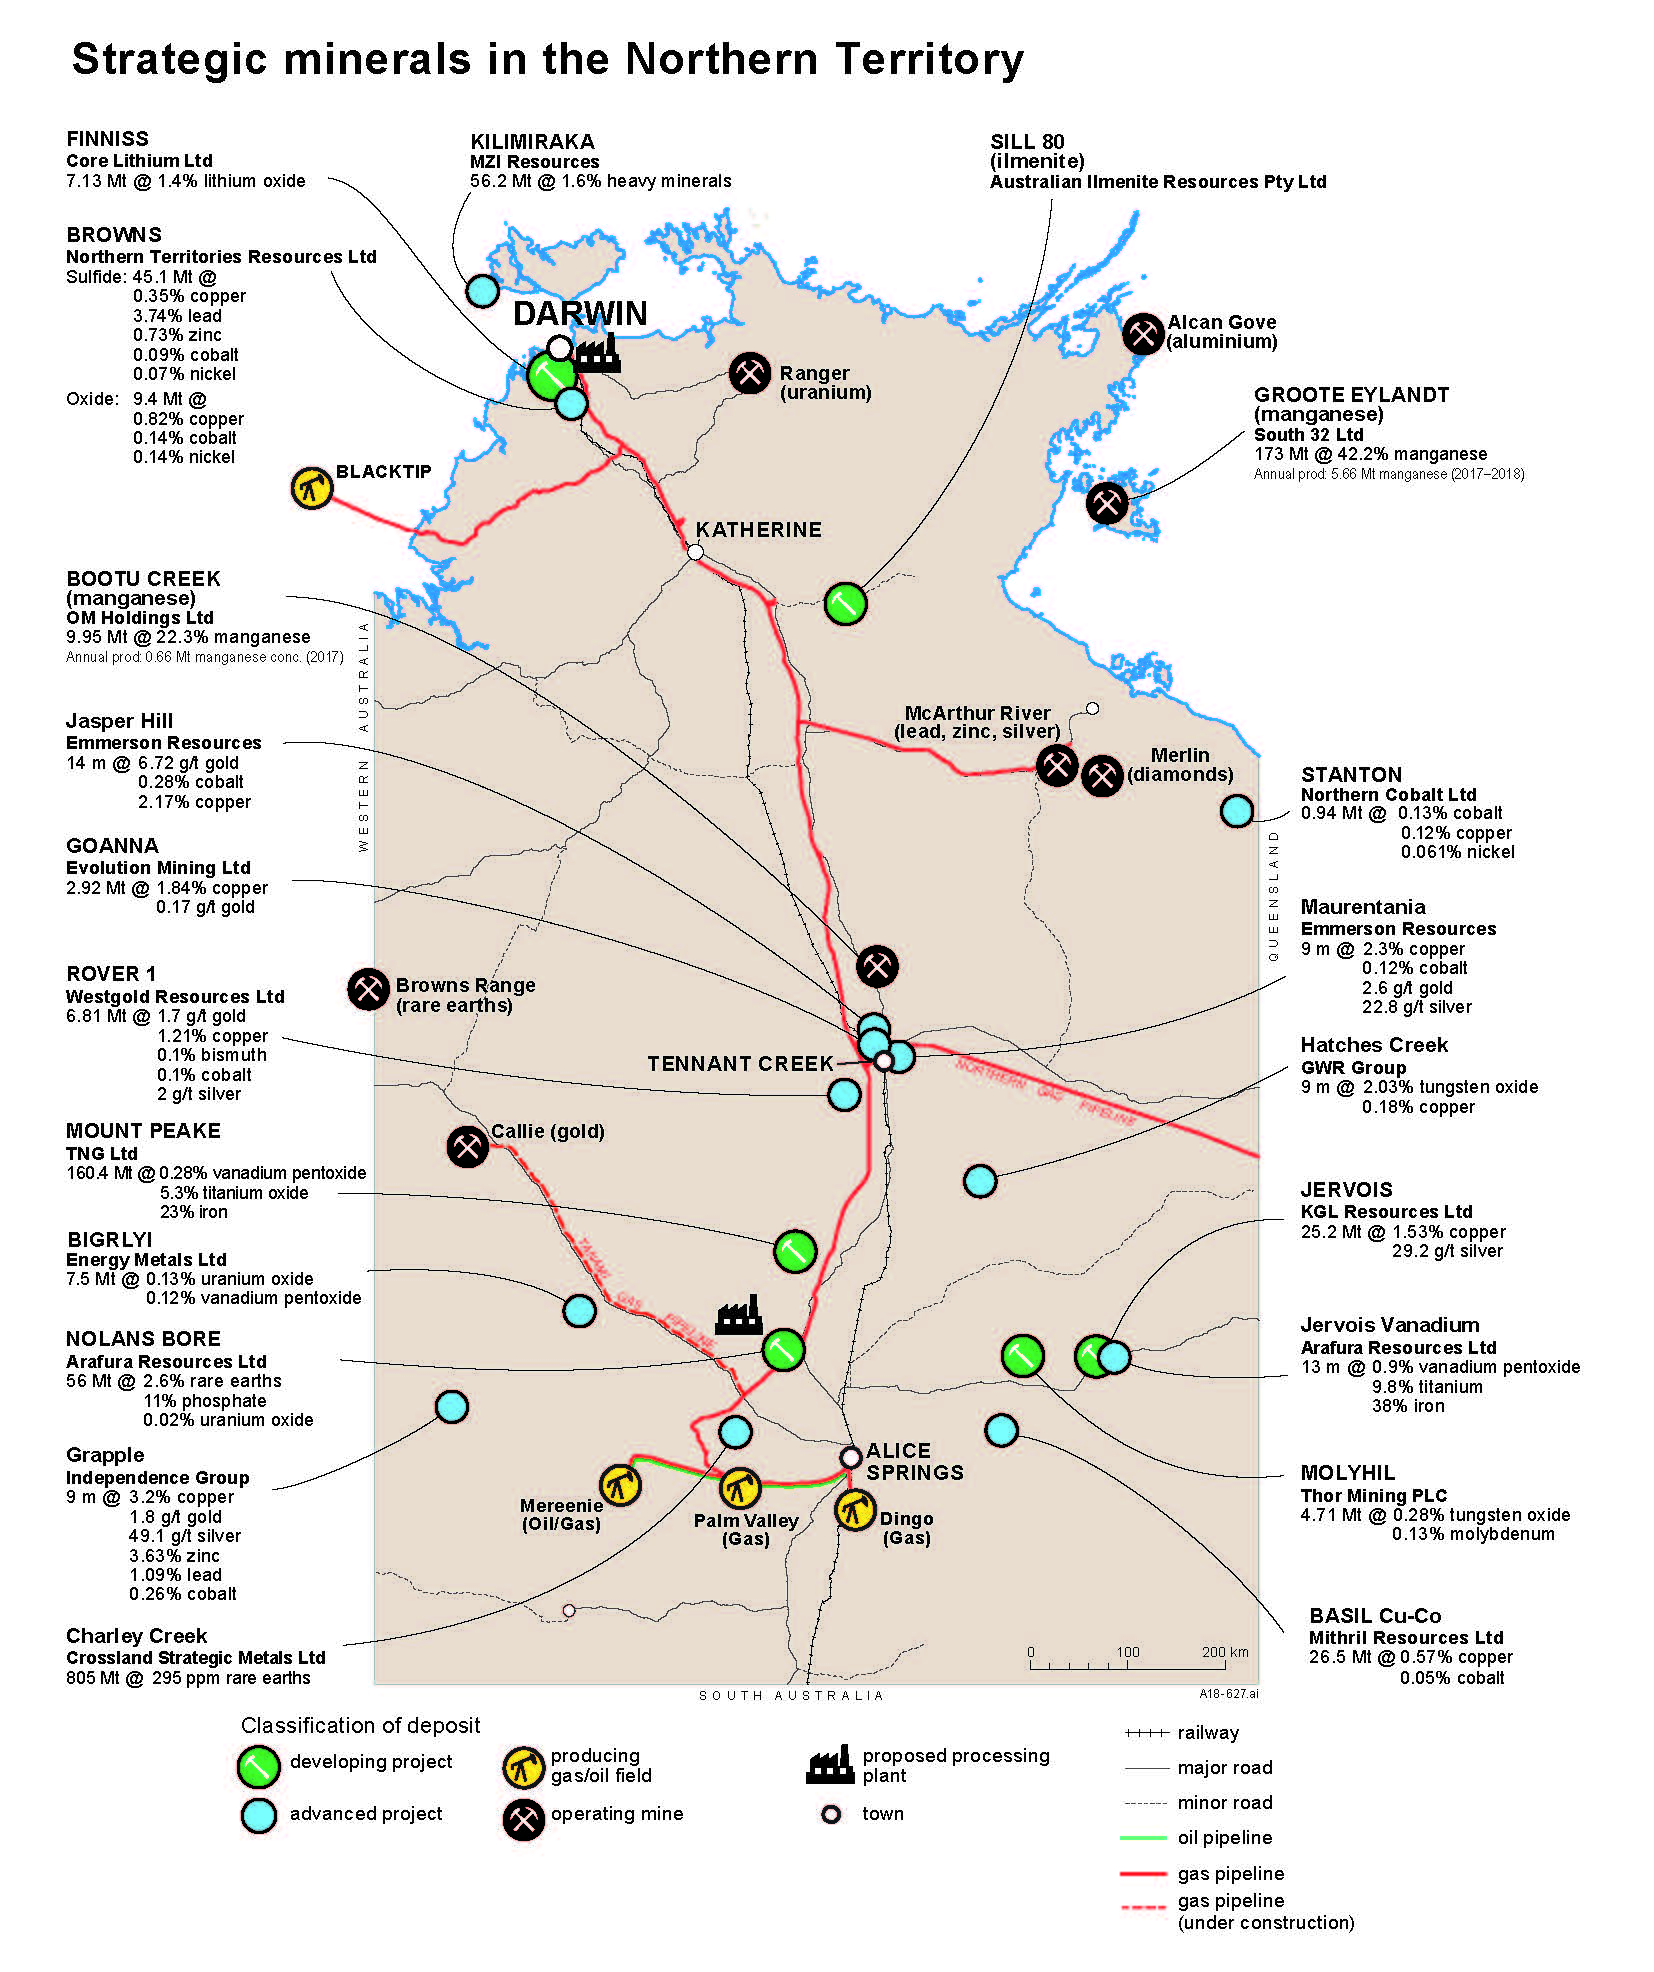 Strategic minerals in the Northern Territory
FINNISS
Core Lithium Ltd
7.13 Mt @ 1.4% lithium oxide
KILIMIRAKA
MZI Resources
56.2 Mt @ 1.6% heavy minerals
SILL 80
(ilmenite)
Australian Ilmenite Resources Pty Ltd
BROWNS
Northern Territories Resources Ltd
Sulfide: 45.1 Mt @
0.35% copper
3.74% lead
0.73% zinc
0.09% cobalt
0.07% nickel
Oxide: 9.4 Mt @
0.82% copper
0.14% cobalt
0.14% nickel
DARWIN
Ranger
(uranium)
Alcan Gove
(aluminium)
GROOTE EYLANDT
(manganese)
South 32 Ltd
173 Mt @ 42.2% manganese
Annual prod: 5.66 Mt manganese (2017–2018)
BLACKTIP
KATHERINE
BOOTU CREEK
(manganese)
OM Holdings Ltd
9.95 Mt @ 22.3% manganese
Annual prod: 0.66 Mt manganese conc. (2017)
WESTERN AUSTRALIA
Jasper Hill
Emmerson Resources
14 m @ 6.72 g/t gold
0.28% cobalt
2.17% copper
McArthur River
(lead, zinc, silver)
Merlin
(diamonds)
STANTON
Northern Cobalt Ltd
0.94 Mt @ 0.13% cobalt
0.12% copper
0.061% nickel
QUEENSLAND
GOANNA
Evolution Mining Ltd
2.92 Mt @ 1.84% copper
0.17 g/t gold
Maurentania
Emmerson Resources
9 m @ 2.3% copper
0.12% cobalt
2.6 g/t gold
22.8 g/t silver
ROVER 1
Westgold Resources Ltd
6.81 Mt @ 1.7 g/t gold
1.21% copper
0.1% bismuth
0.1% cobalt
2 g/t silver
Browns Range
(rare earths)
TENNANT CREEK
NORTHERN GAS PIPELINE
Hatches Creek
GWR Group
9 m @ 2.03% tungsten oxide
0.18% copper
MOUNT PEAKE
TNG Ltd
160.4 Mt @ 0.28% vanadium pentoxide
5.3% titanium oxide
23% iron
Callie (gold)
JERVOIS
KGL Resources Ltd
25.2 Mt @ 1.53% copper
29.2 g/t silver
BIGRLYI
Energy Metals Ltd
7.5 Mt @ 0.13% uranium oxide
0.12% vanadium pentoxide
TANAMI GAS PIPELINE
NOLANS BORE
Arafura Resources Ltd
56 Mt @ 2.6% rare earths
11% phosphate
0.02% uranium oxide
Jervois Vanadium
Arafura Resources Ltd
13 m @ 0.9% vanadium pentoxide
9.8% titanium
38% iron
Grapple
Independence Group
9 m @ 3.2% copper
1.8 g/t gold
49.1 g/t silver
3.63% zinc
1.09% lead
0.26% cobalt
ALICE
SPRINGS
Mereenie
(Oil/Gas)
Palm Valley
(Gas)
Dingo
(Gas)
MOLYHIL
Thor Mining PLC
4.71 Mt @ 0.28% tungsten oxide
0.13% molybdenum
Charley Creek
Crossland Strategic Metals Ltd
805 Mt @ 295 ppm rare earths
BASIL Cu-Co
Mithril Resources Ltd
26.5 Mt @ 0.57% copper
0.05% cobalt
0 100 200 km
SOUTH AUSTRALIA
A18-627.ai
Classification of deposit
developing project
advanced project
producing
gas/oil field
operating mine
proposed processing
plant
town
railway
major road
minor road
oil pipeline
gas pipeline
gas pipeline
(under construction)